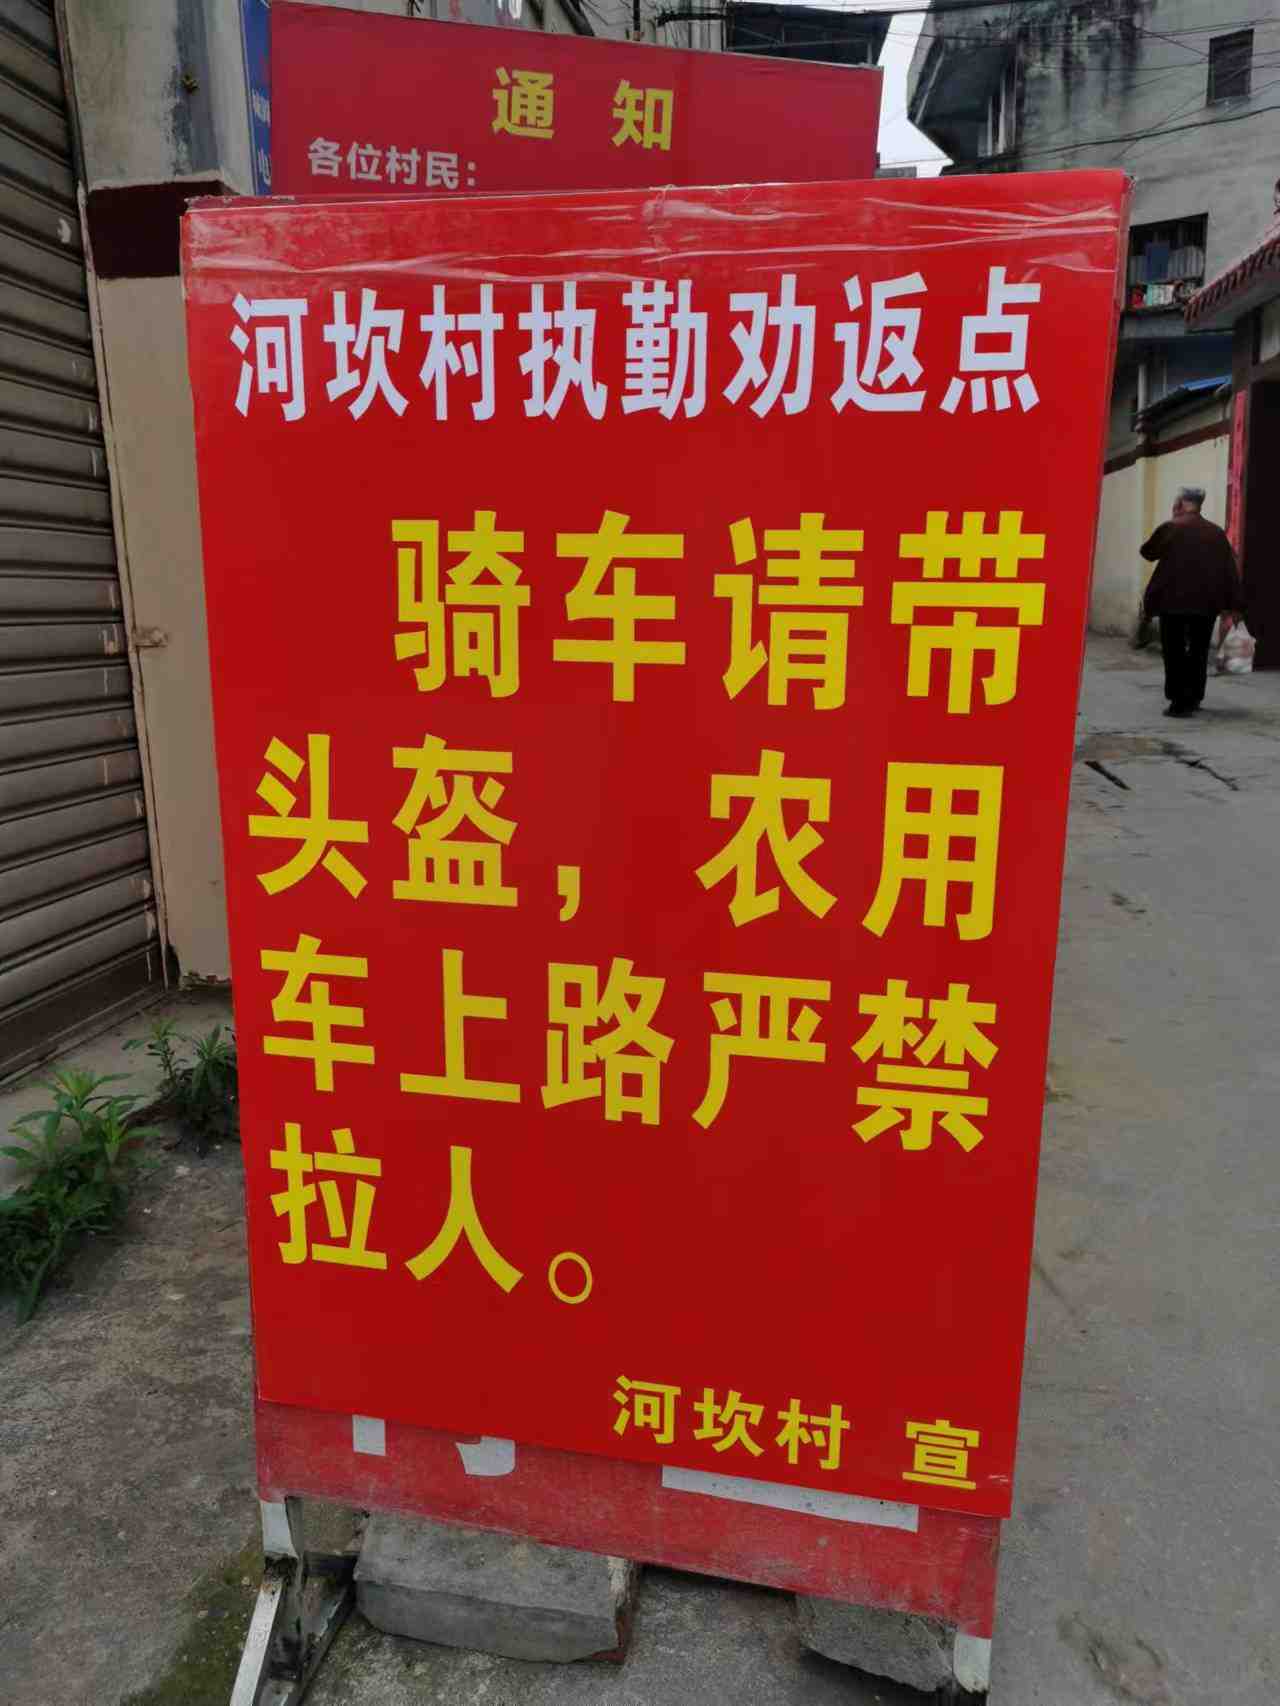 通 知
各位村民：
河坎村执勤劝返点
骑车请带
头盔，农用
车上路严禁
拉人。
河坎村 宣